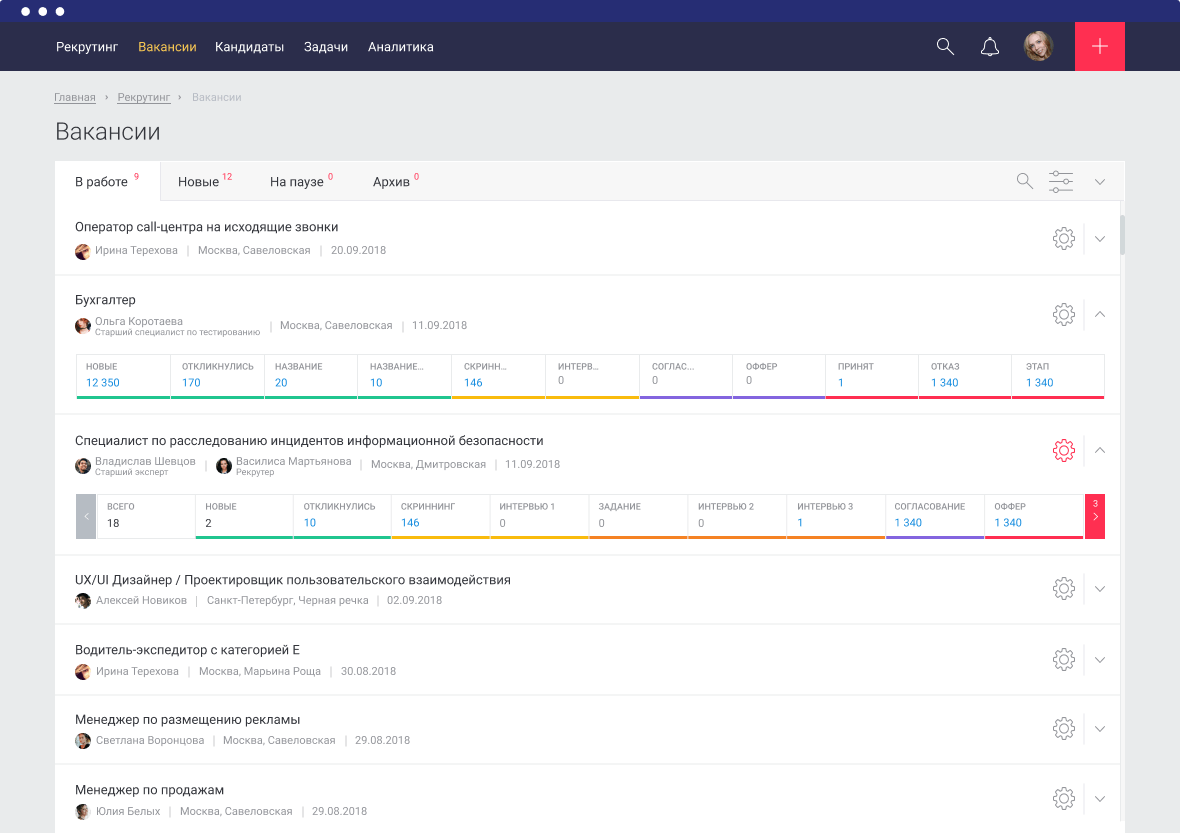 Рекрутинг Вакансии Кандидаты Задачи Аналитика
Главная › Рекрутинг › Вакансии
Вакансии
В работе 9 Новые 12 На паузе 0 Архив 0
Оператор call-центра на исходящие звонки
Ирина Терехова | Москва, Савеловская | 20.09.2018
Бухгалтер
Ольга Коротаева | Москва, Савеловская | 11.09.2018
Старший специалист по тестированию
НОВЫЕ ОТКЛИКНУЛИСЬ НАЗВАНИЕ НАЗВАНИЕ... СКРИНН... ИНТЕРВ... СОГЛАС... ОФФЕР ПРИНЯТ ОТКАЗ ЭТАП
12 350 170 20 10 146 0 0 0 1 1 340 1 340
Специалист по расследованию инцидентов информационной безопасности
Владислав Шевцов | Василиса Мартьянова | Москва, Дмитровская | 11.09.2018
Старший эксперт Рекрутер
ВСЕГО НОВЫЕ ОТКЛИКНУЛИСЬ СКРИННИНГ ИНТЕРВЬЮ 1 ЗАДАНИЕ ИНТЕРВЬЮ 2 ИНТЕРВЬЮ 3 СОГЛАСОВАНИЕ ОФФЕР 3
18 2 10 146 0 0 0 1 1 340 1 340
UX/UI Дизайнер / Проектировщик пользовательского взаимодействия
Алексей Новиков | Санкт-Петербург, Черная речка | 02.09.2018
Водитель-экспедитор с категорией Е
Ирина Терехова | Москва, Марьина Роща | 30.08.2018
Менеджер по размещению рекламы
Светлана Воронцова | Москва, Савеловская | 29.08.2018
Менеджер по продажам
Юлия Белых | Москва, Савеловская | 29.08.2018